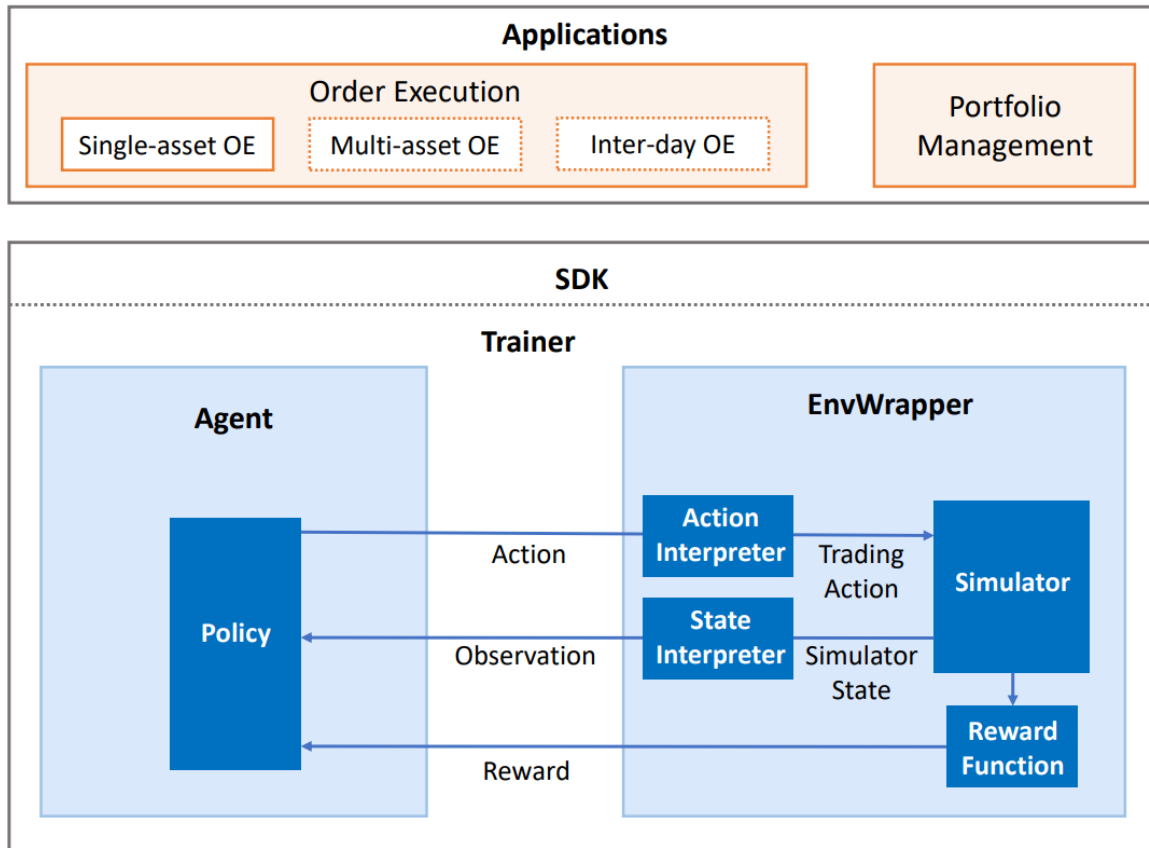 Applications
Order Execution
Single-asset OE
Multi-asset OE
Inter-day OE
Portfolio
Management
SDK
Trainer
Agent
EnvWrapper
Policy
Action
Action
Interpreter
Trading
Action
Simulator
Observation
State
Interpreter
Simulator
State
Reward
Reward
Function